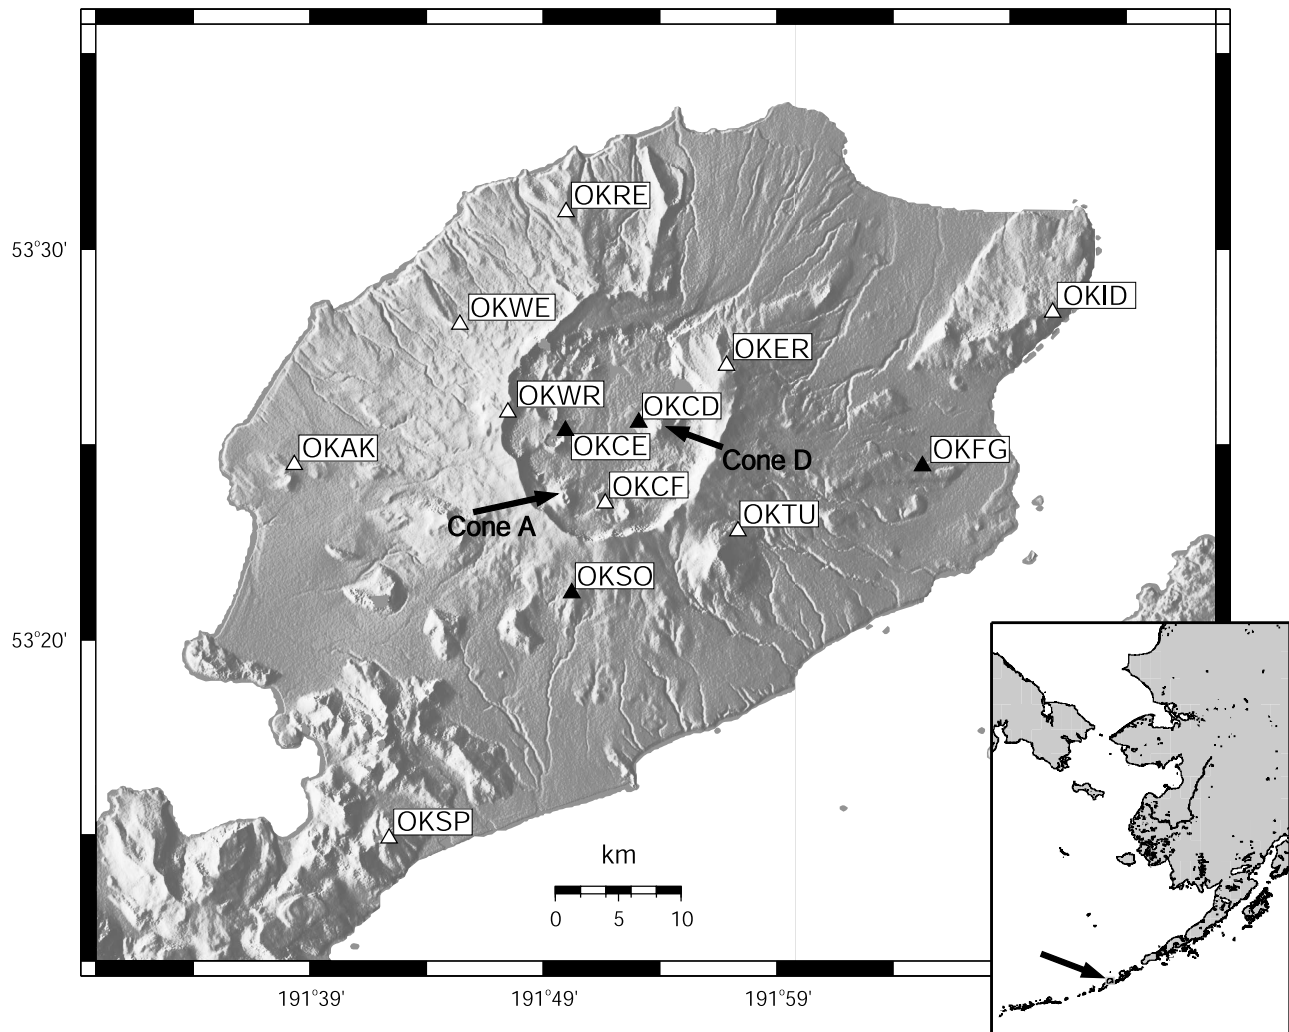 OKRE
53°30'
OKID
OKWE
OKER
OKWR
OKCD
OKAK
OKCE
OKFG
Cone D
OKCF
OKTU
Cone A
OKSO
53°20'
OKSP
km
0 5 10
191°39' 191°49' 191°59'